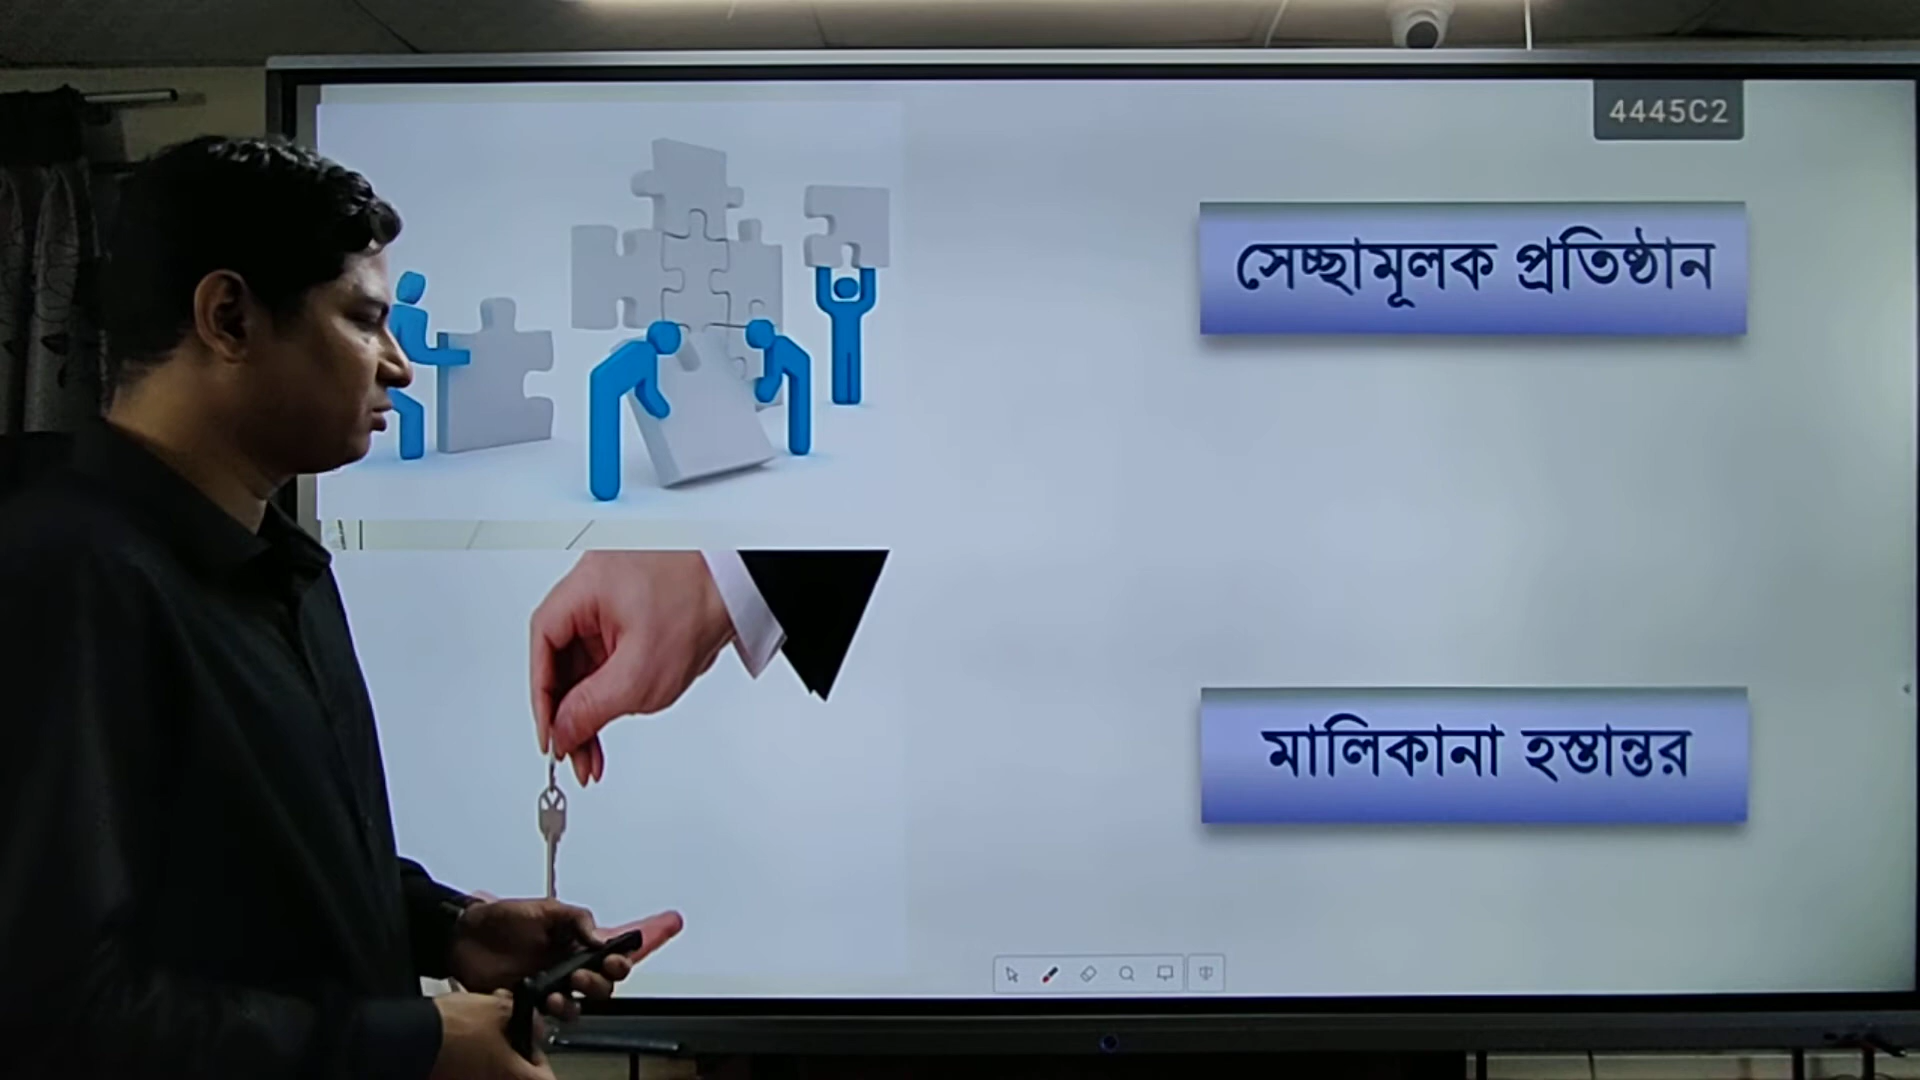 4445C2
সেচ্ছামূলক প্রতিষ্ঠান
মালিকানা হস্তান্তর